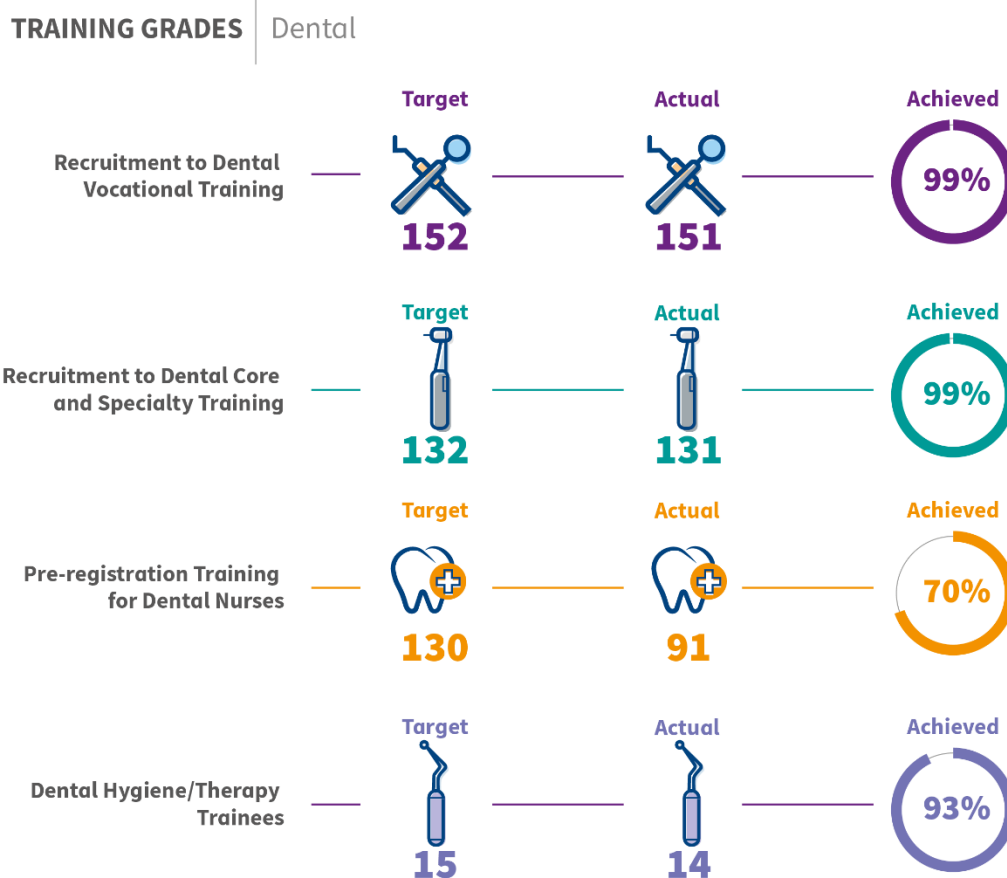 TRAINING GRADES Dental
Target Actual Achieved
Recruitment to Dental
Vocational Training
99%
152 151
Target Actual Achieved
Recruitment to Dental Core
and Specialty Training
99%
132 131
Target Actual Achieved
Pre-registration Training
for Dental Nurses
70%
130 91
Target Actual Achieved
Dental Hygiene/Therapy
Trainees
93%
15 14